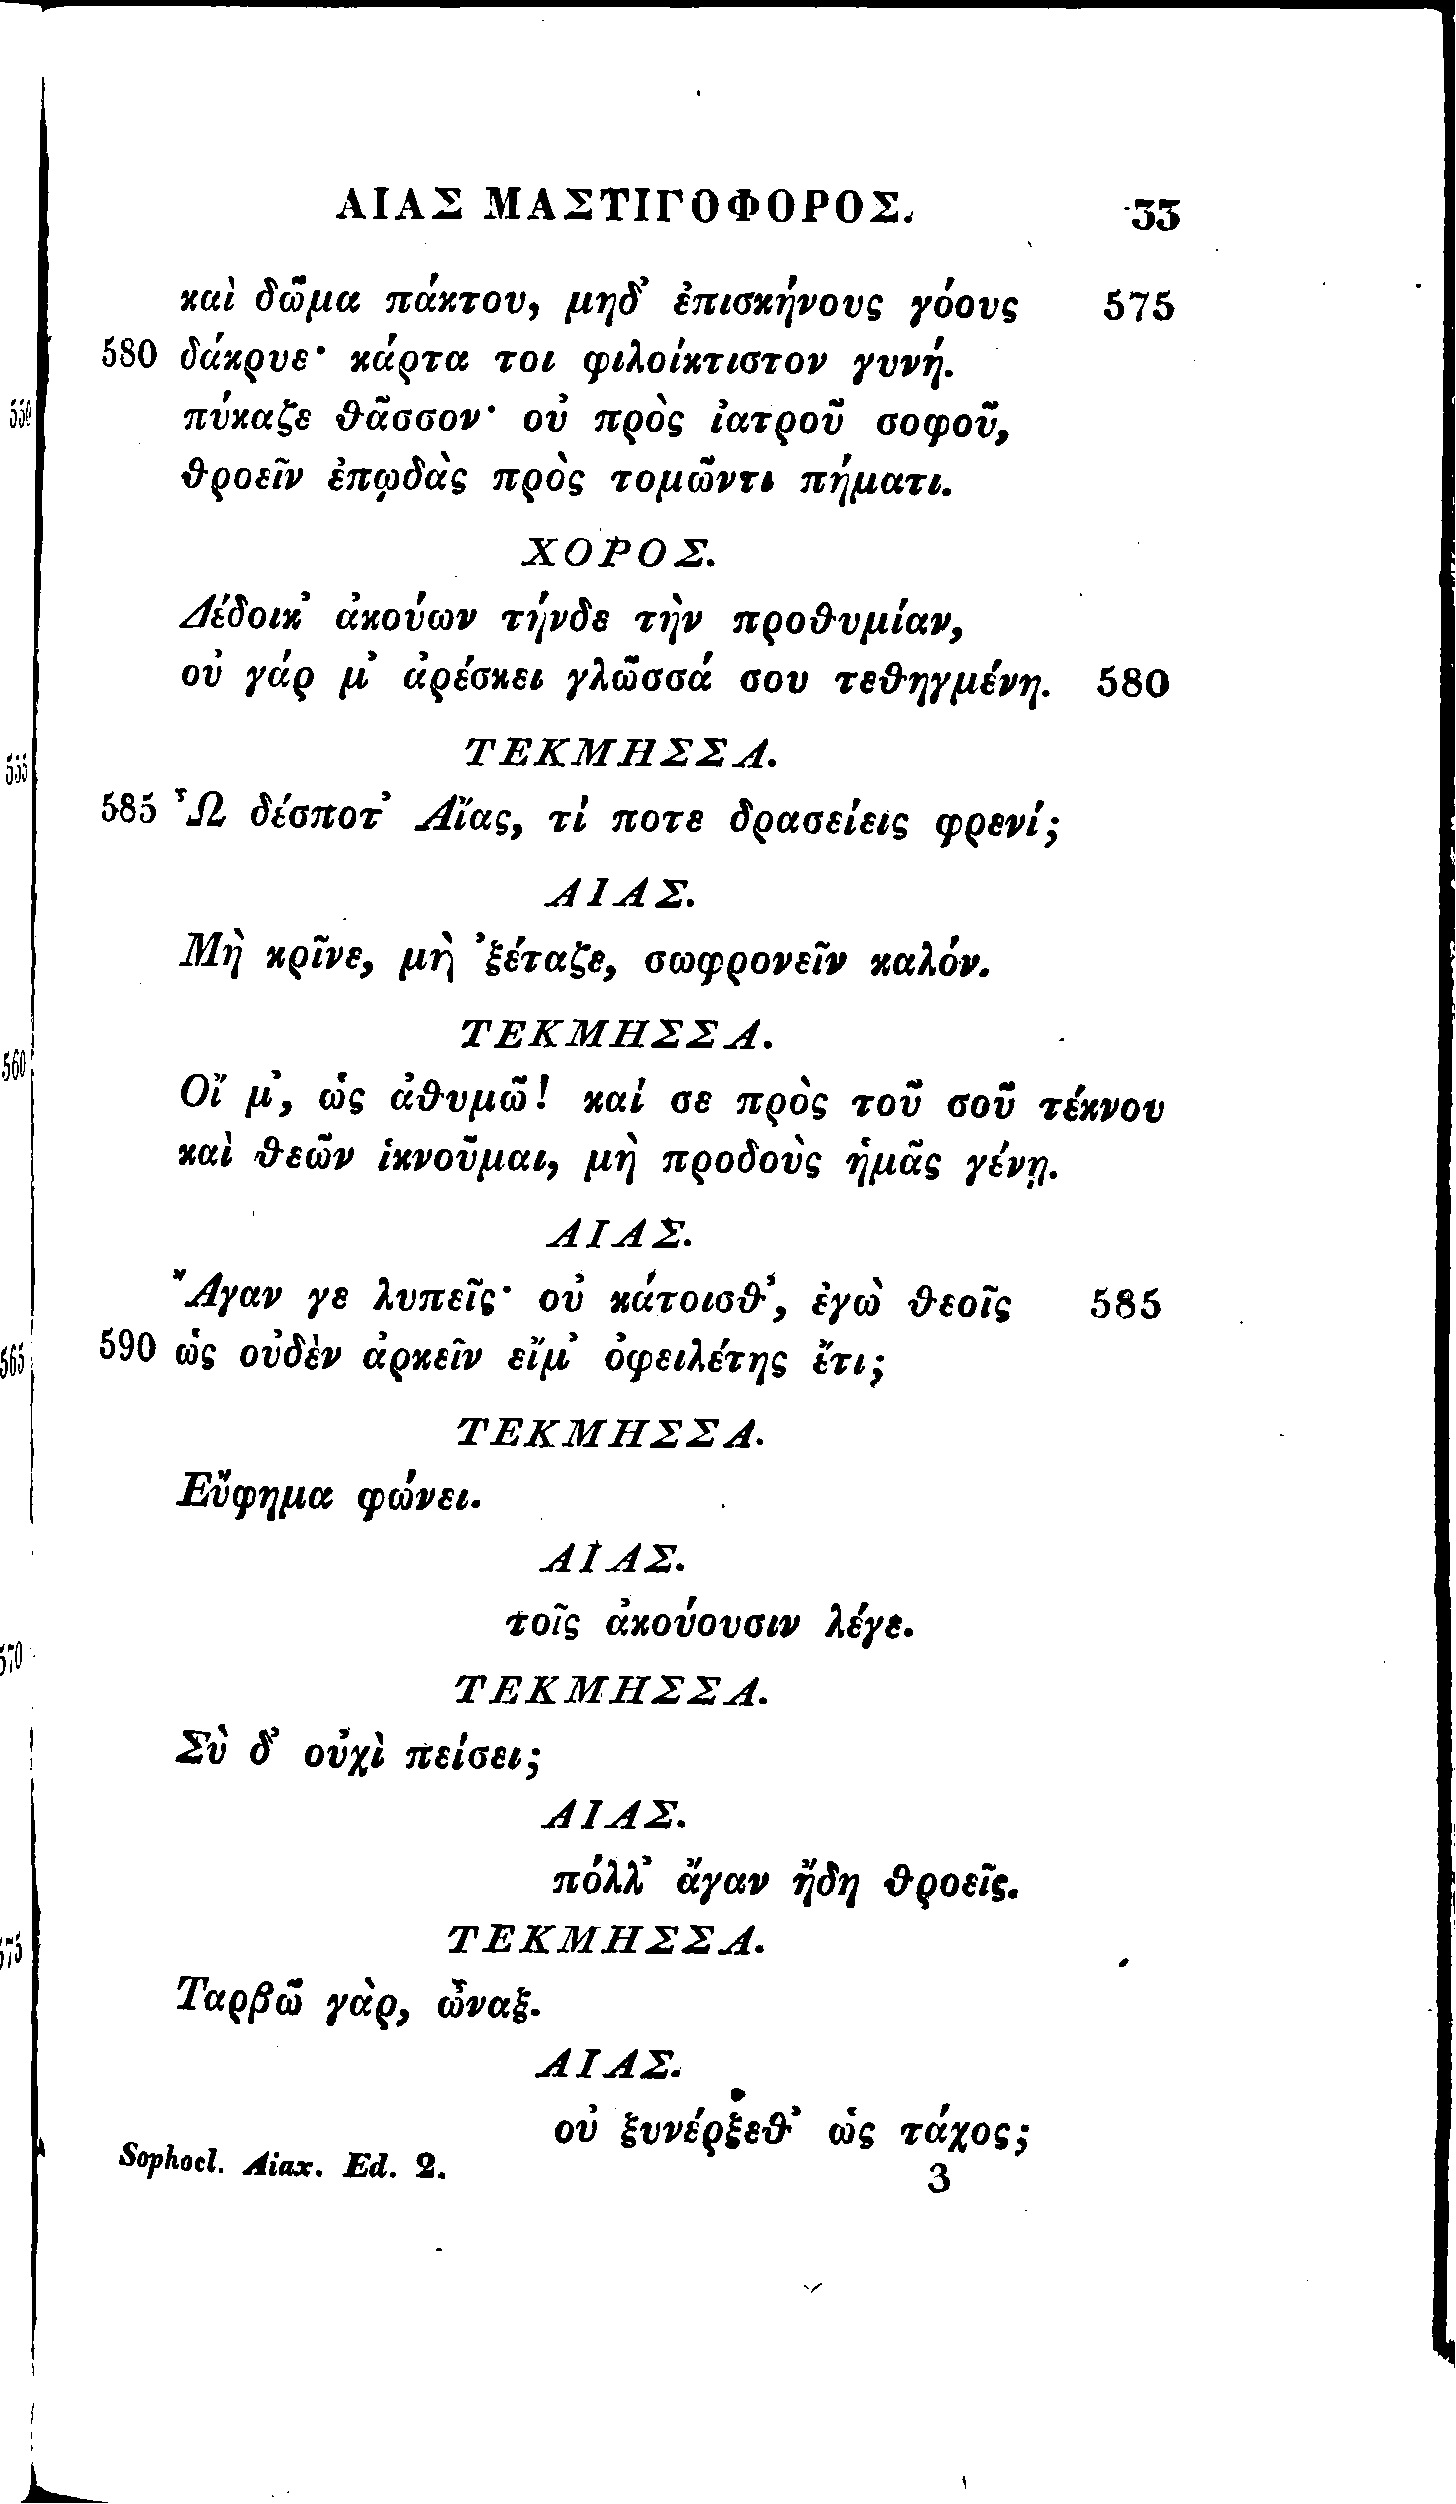 ΑΙΑΣ ΜΑΣΤΙΓΟΦΟΡΟΣ. 33
καὶ δῶμα πάκτου, μηδ᾽ ἐπισκήνους γόους 575
580 δάκρυε· κάρτα τοι φιλοίκτιστον γυνή.
πύκαζε θᾶσσον· οὐ πρὸς ἰατροῦ σοφοῦ,
θροεῖν ἐπῳδὰς πρὸς τομῶντι πήματι.
ΧΟΡΟΣ.
Δέδοικ᾽ ἀκούων τήνδε τὴν προθυμίαν,
οὐ γάρ μ᾽ ἀρέσκει γλῶσσά σου τεθηγμένη. 580
ΤΕΚΜΗΣΣΑ.
585 Ὦ δέσποτ᾽ Αἴας, τί ποτε δρασείεις φρενί;
ΑΙΑΣ.
Μὴ κρῖνε, μὴ ᾽ξέταζε, σωφρονεῖν καλόν.
ΤΕΚΜΗΣΣΑ.
Οἴ μ᾽, ὡς ἀθυμῶ! καί σε πρὸς τοῦ σοῦ τέκνου
καὶ θεῶν ἱκνοῦμαι, μὴ προδοὺς ἡμᾶς γένῃ.
ΑΙΑΣ.
Ἄγαν γε λυπεῖς· οὐ κάτοισθ᾽, ἐγὼ θεοῖς 585
590 ὡς οὐδὲν ἀρκεῖν εἴμ᾽ ὀφειλέτης ἔτι;
ΤΕΚΜΗΣΣΑ.
Εὔφημα φώνει.
ΑΙΑΣ.
τοῖς ἀκούουσιν λέγε.
ΤΕΚΜΗΣΣΑ.
Σὺ δ᾽ οὐχὶ πείσει;
ΑΙΑΣ.
πόλλ᾽ ἄγαν ἤδη θροεῖς.
ΤΕΚΜΗΣΣΑ.
Ταρβῶ γὰρ, ὦναξ.
ΑΙΑΣ.
οὐ ξυνέρξεθ᾽ ὡς τάχος;
Sophocl. Aiax. Ed. 2. 3